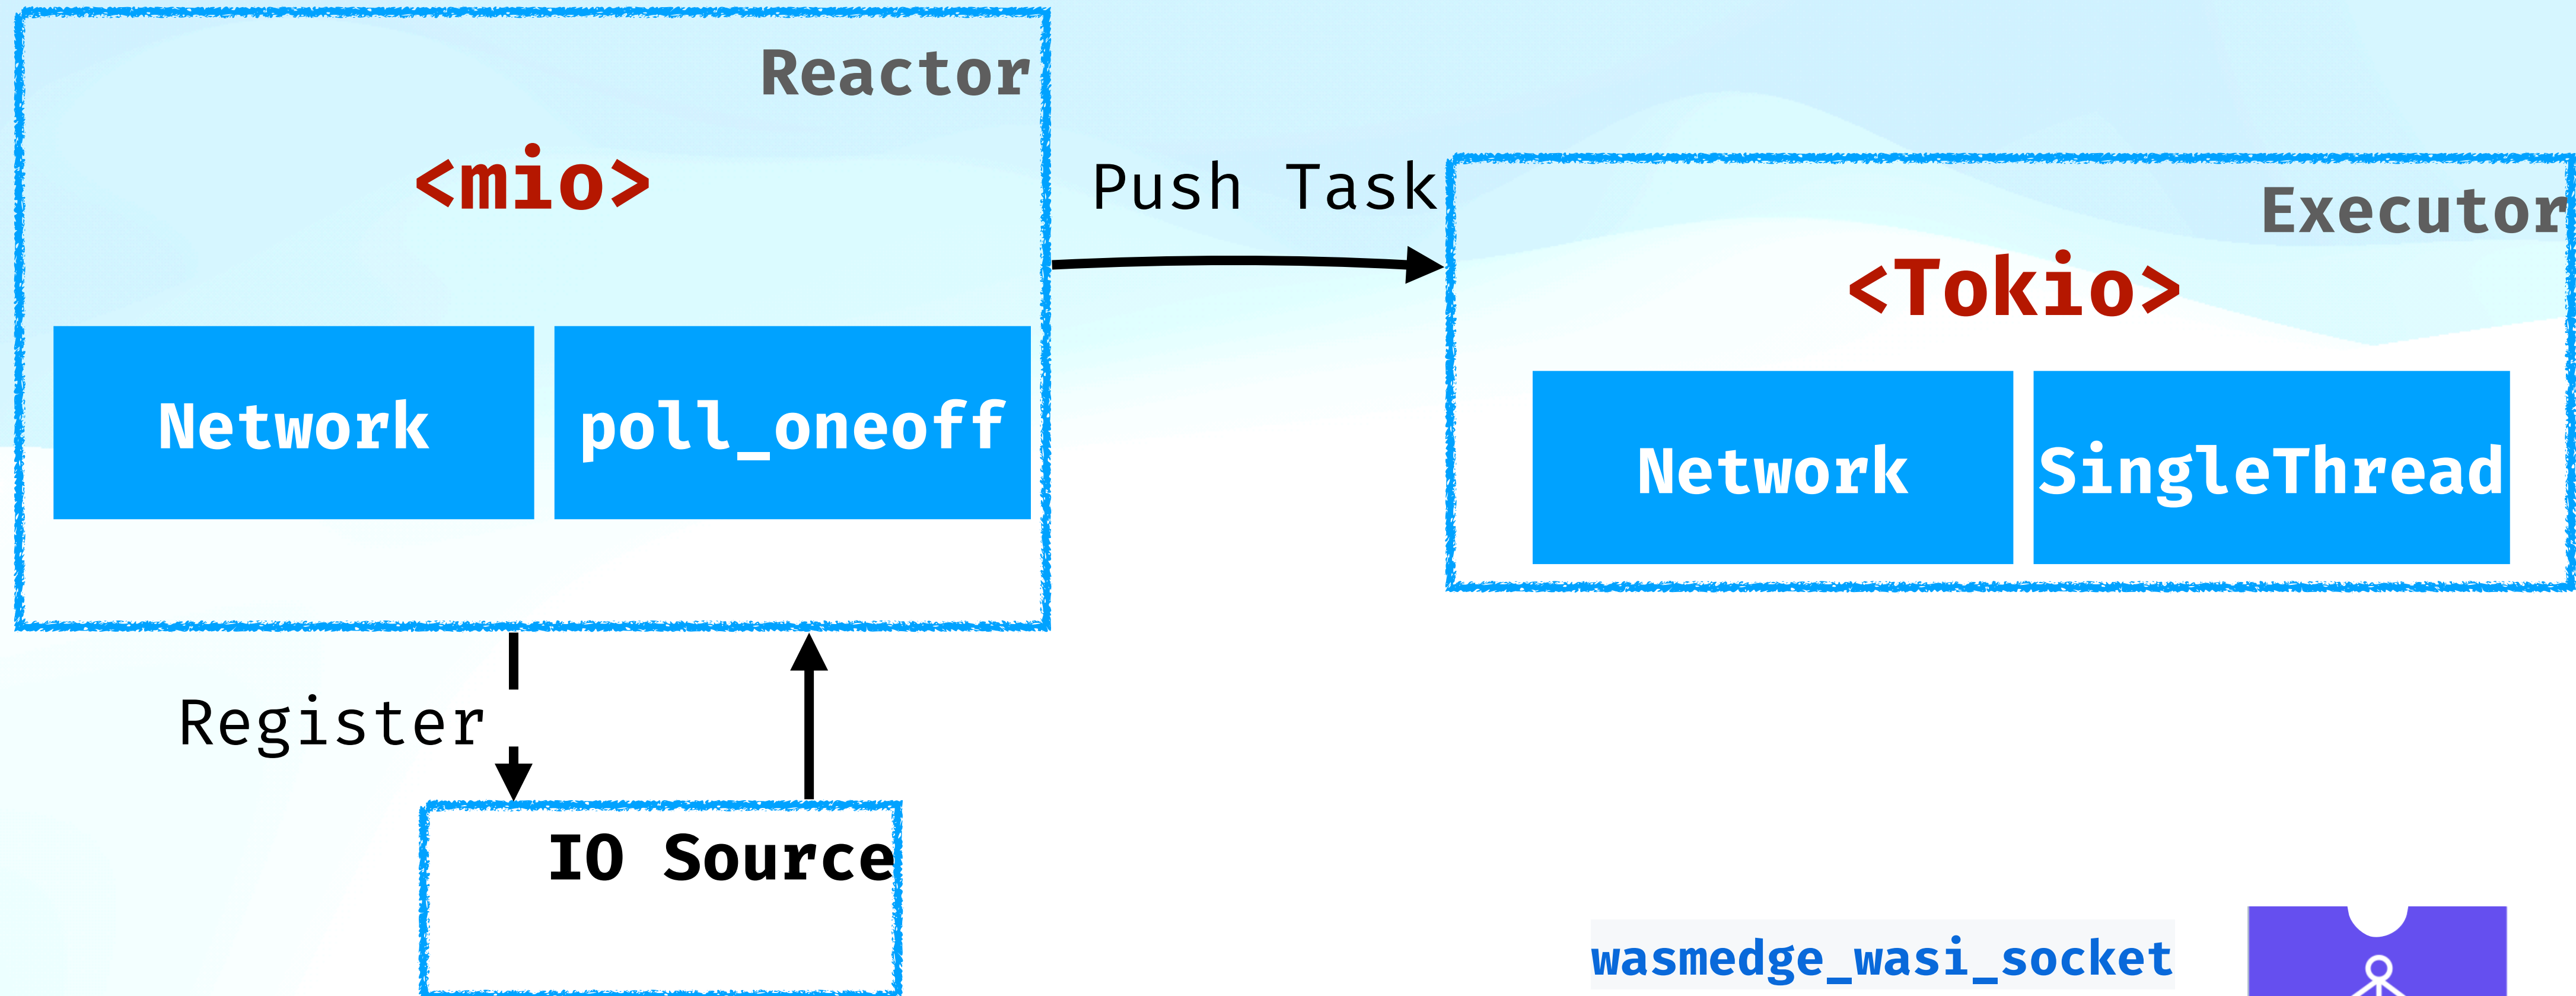 Reactor
<mio>
Network
poll_oneoff
Push Task
Executor
<Tokio>
Network
SingleThread
Register
IO Source
wasmedge_wasi_socket